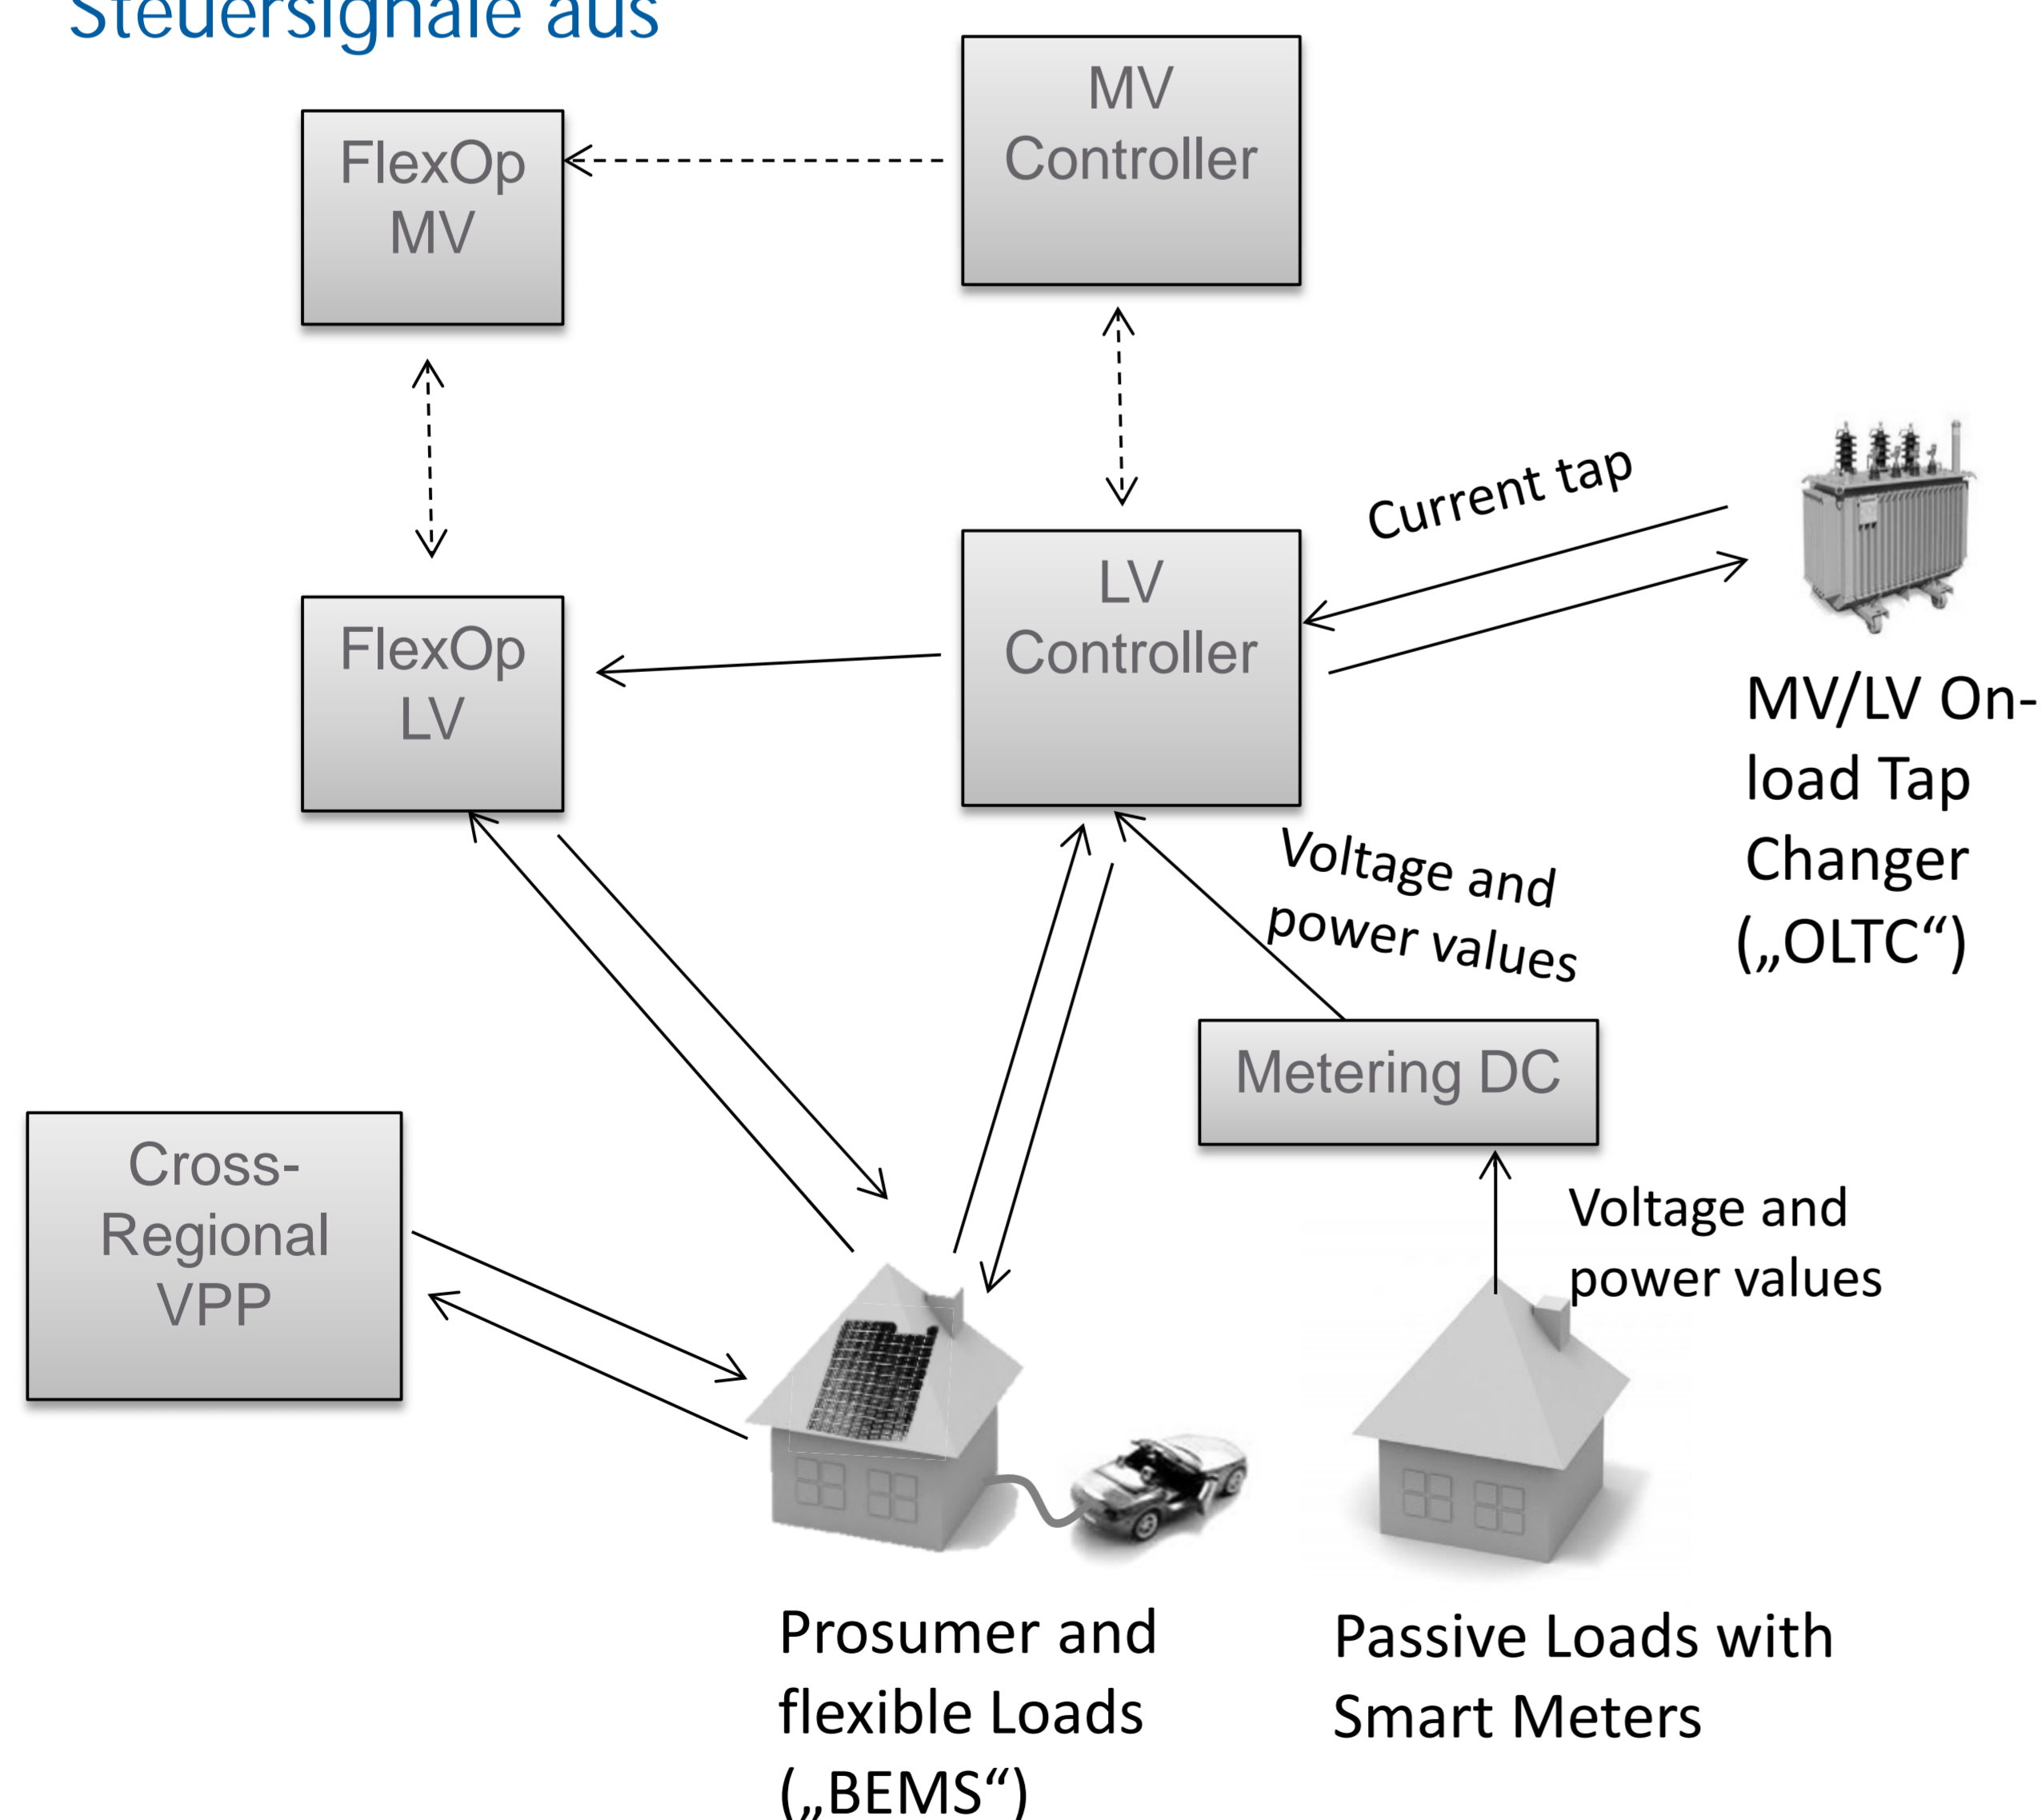 Steuersignale aus
MV
Controller
FlexOp
MV
Current tap
LV
Controller
FlexOp
LV
MV/LV On-
load Tap
Changer
(„OLTC“)
Voltage and
power values
Metering DC
Cross-
Regional
VPP
Voltage and
power values
Prosumer and
flexible Loads
(„BEMS“)
Passive Loads with
Smart Meters